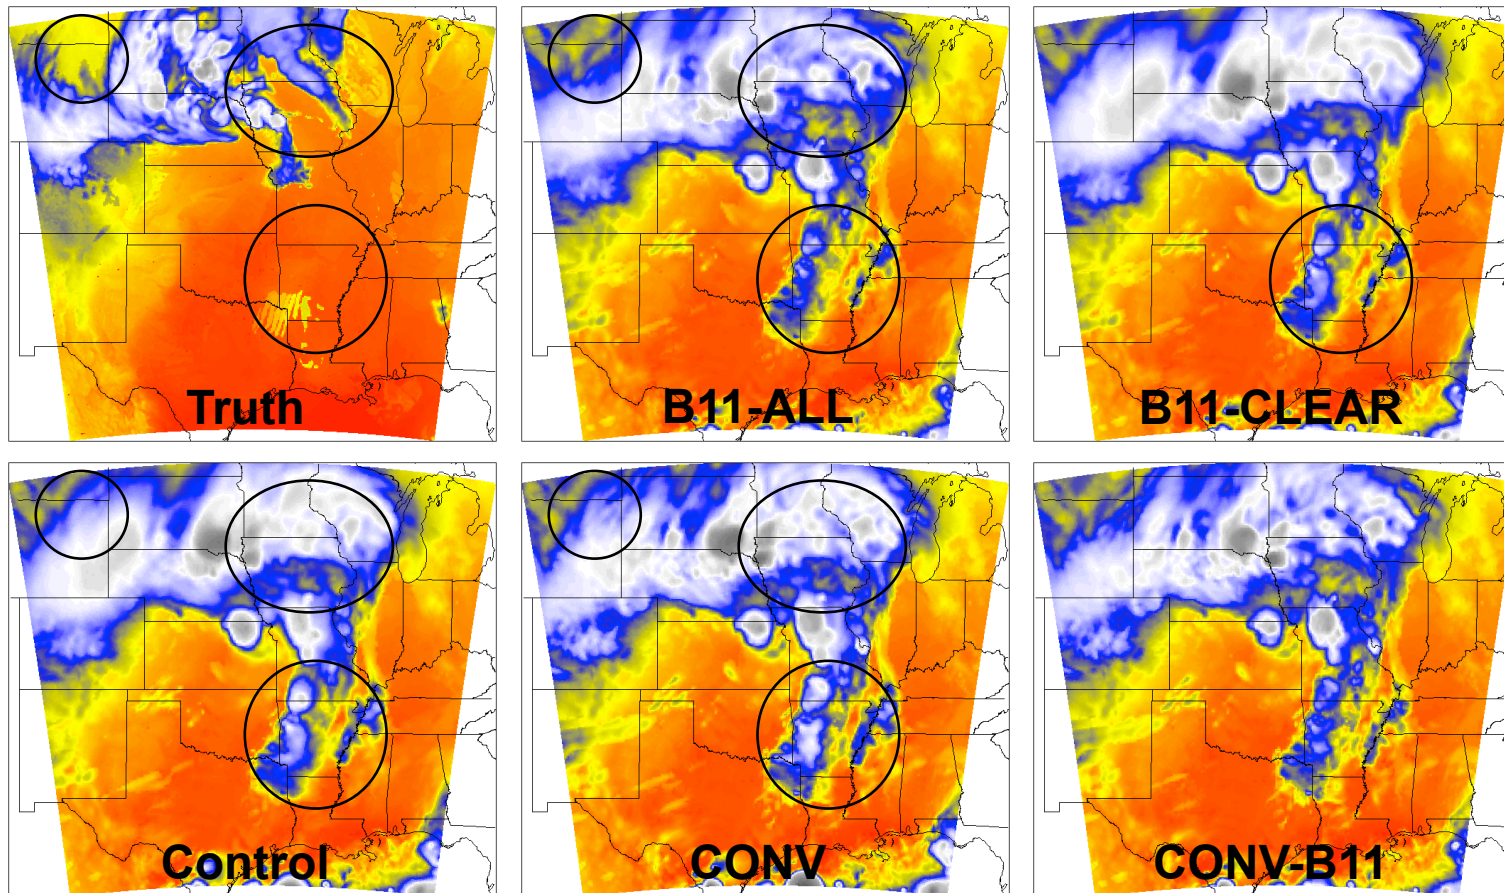 Truth
B11-ALL
B11-CLEAR
Control
CONV
CONV-B11